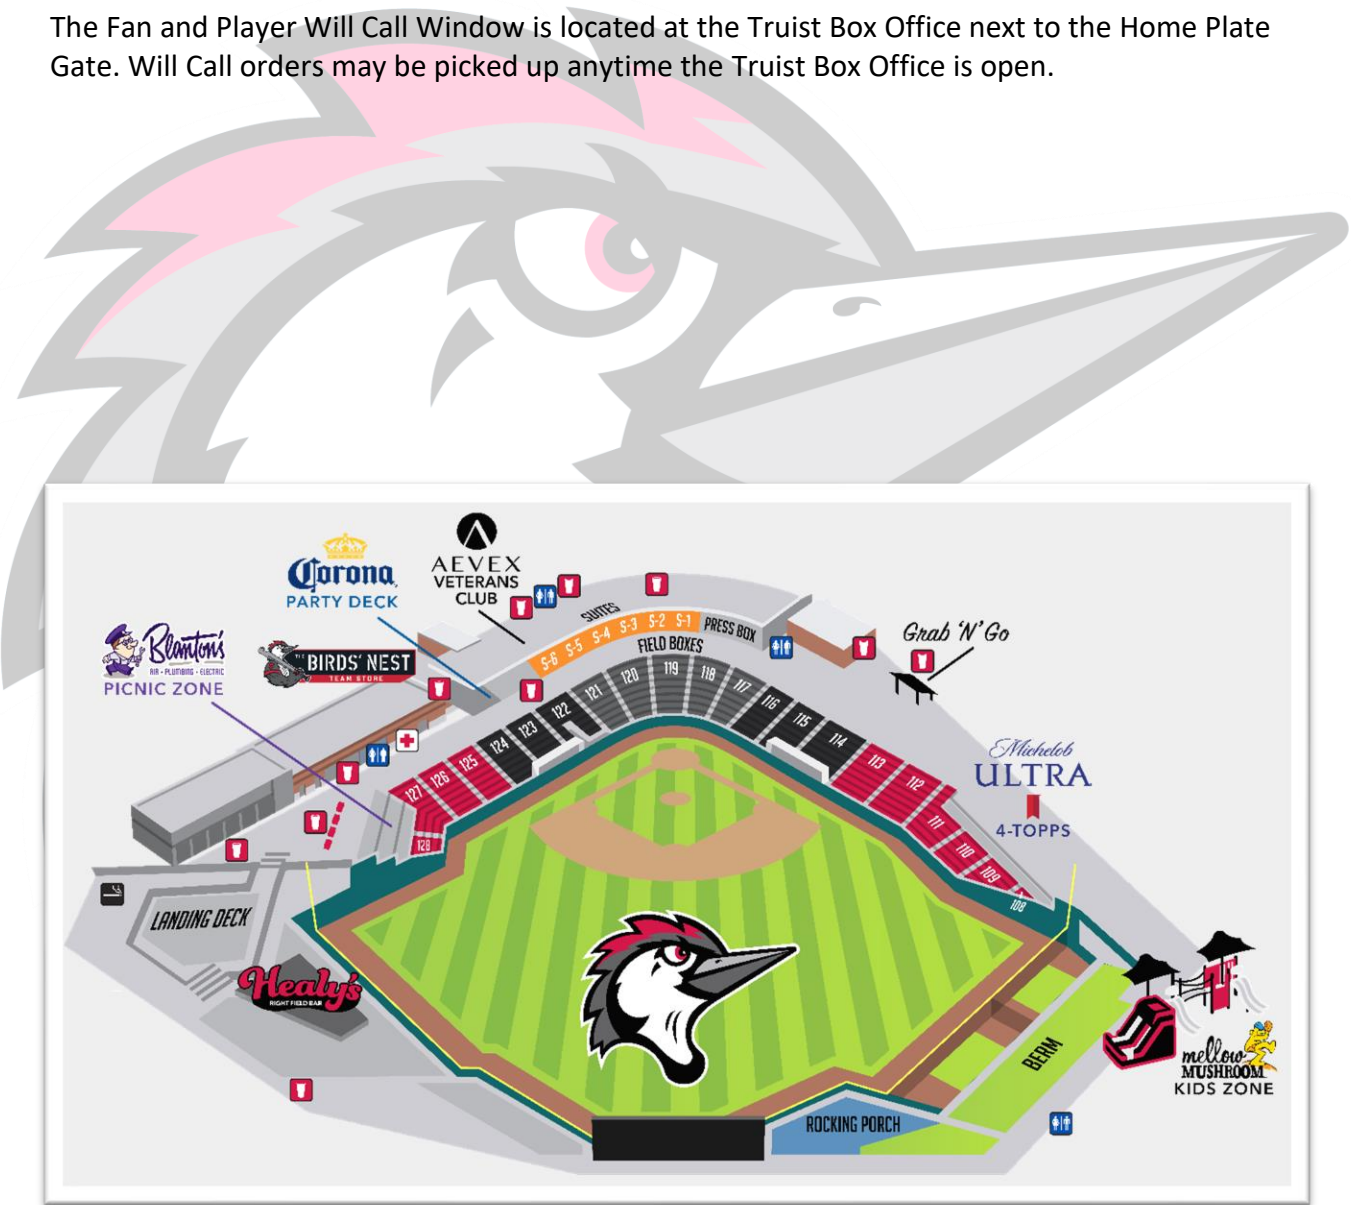 The Fan and Player Will Call Window is located at the Truist Box Office next to the Home Plate
Gate. Will Call orders may be picked up anytime the Truist Box Office is open.
Corona
PARTY DECK
AEVEX
VETERANS
CLUB
Blanton's
AIR - PLUMBING - ELECTRIC
PICNIC ZONE
THE
BIRDS' NEST
TEAM STORE
SUITES
S-6 S-5 S-4 S-3 S-2 S-1
PRESS BOX
FIELD BOXES
Grab 'N' Go
128 127 126 125 124 123 122 121 120 119 118 117 116 115 114 113 112 111 110 109 108
Michelob
ULTRA
4-TOPPS
LANDING DECK
Healy's
RIGHT FIELD BAR
BERM
ROCKING PORCH
mellow
MUSHROOM
KIDS ZONE